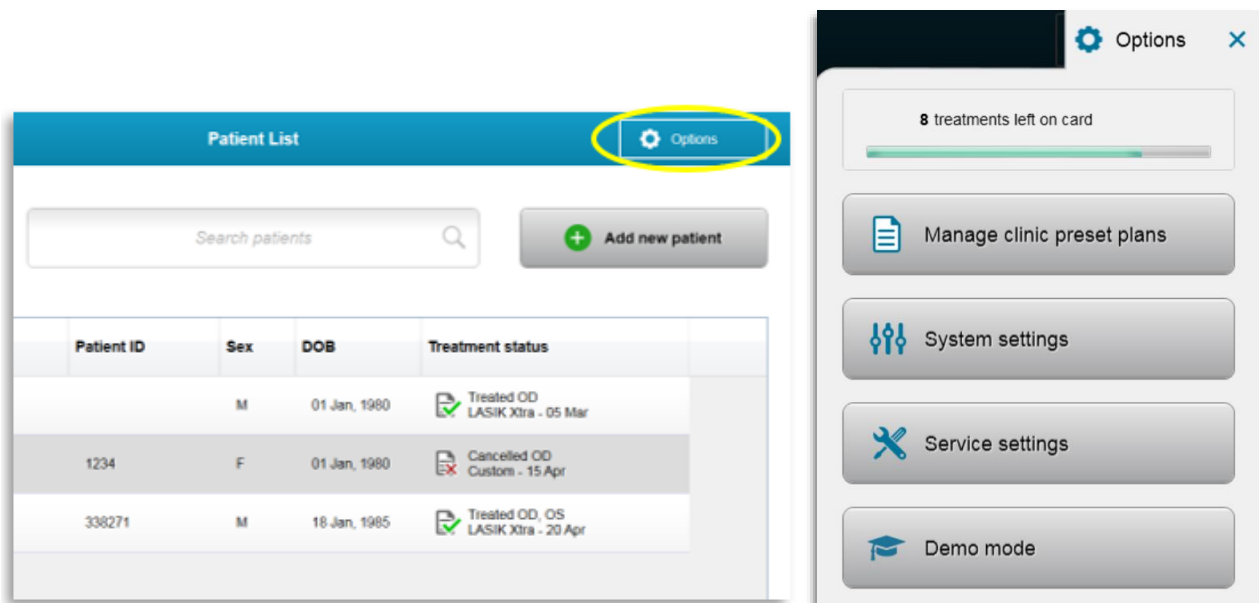 Patient List
Options
Search patients
Add new patient
Patient ID Sex DOB Treatment status
M 01 Jan, 1980 Treated OD
LASIK Xtra - 05 Mar
1234 F 01 Jan, 1980 Cancelled OD
Custom - 15 Apr
338271 M 18 Jan, 1985 Treated OD, OS
LASIK Xtra - 20 Apr
Options
8 treatments left on card
Manage clinic preset plans
System settings
Service settings
Demo mode